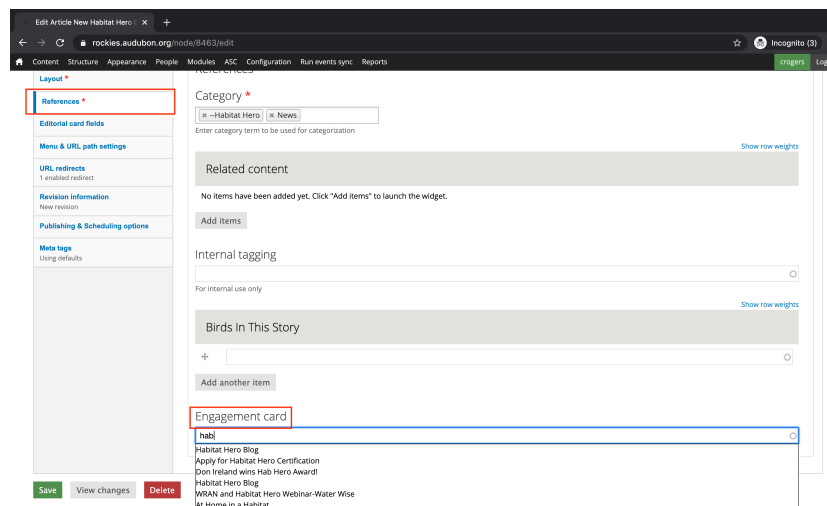 Edit Article New Habitat Hero
rockies.audubon.org/node/8463/edit
Incognito (3)
Content Structure Appearance People Modules ASC Configuration Run events sync Reports
crogers Log
References
Layout *
References *
Editorial card fields
Menu & URL path settings
URL redirects
1 enabled redirect
Revision information
New revision
Publishing & Scheduling options
Meta tags
Using defaults
Category *
× --Habitat Hero × News
Enter category term to be used for categorization
Show row weights
Related content
No items have been added yet. Click "Add items" to launch the widget.
Add items
Internal tagging
For internal use only
Show row weights
Birds In This Story
Add another item
Engagement card
hab
Habitat Hero Blog
Apply for Habitat Hero Certification
Don Ireland wins Hab Hero Award!
Habitat Hero Blog
WRAN and Habitat Hero Webinar-Water Wise
At Home in a Habitat
Save View changes Delete